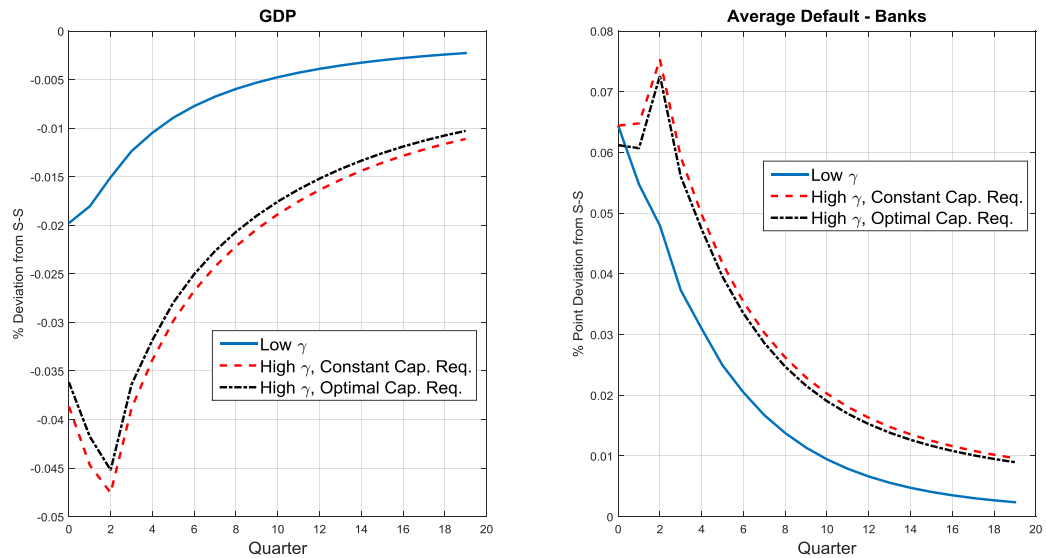 GDP
% Deviation from S-S
0
-0.005
-0.01
-0.015
-0.02
-0.025
-0.03
-0.035
-0.04
-0.045
-0.05
0 2 4 6 8 10 12 14 16 18 20
Quarter
Low γ
High γ, Constant Cap. Req.
High γ, Optimal Cap. Req.
Average Default - Banks
% Point Deviation from S-S
0.08
0.07
0.06
0.05
0.04
0.03
0.02
0.01
0
0 2 4 6 8 10 12 14 16 18 20
Quarter
Low γ
High γ, Constant Cap. Req.
High γ, Optimal Cap. Req.